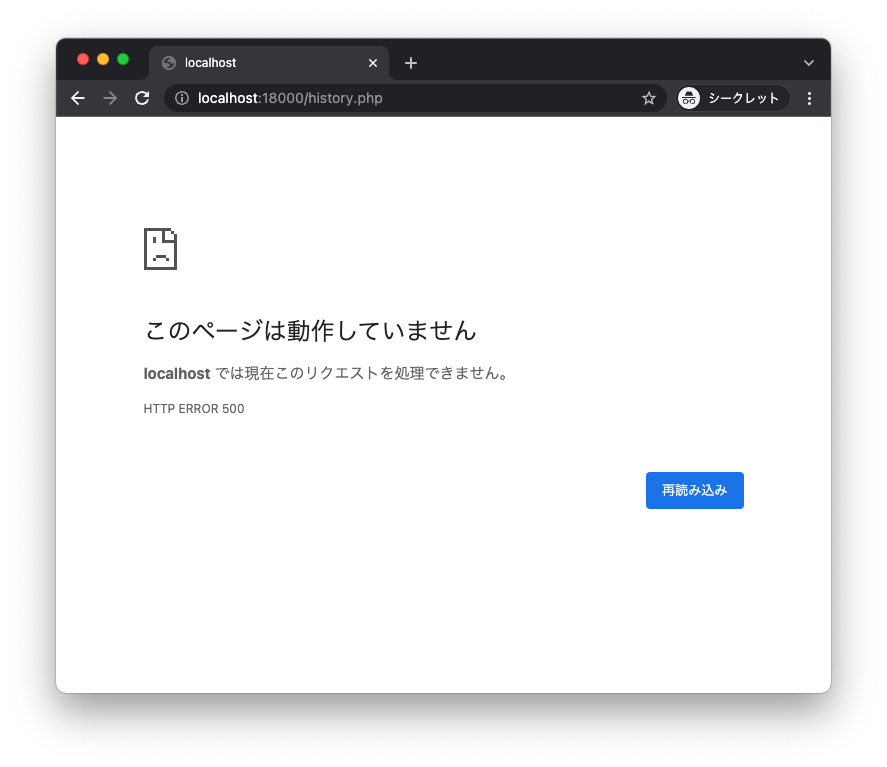 localhost
localhost:18000/history.php
シークレット
このページは動作していません
localhost では現在このリクエストを処理できません。
HTTP ERROR 500
再読み込み